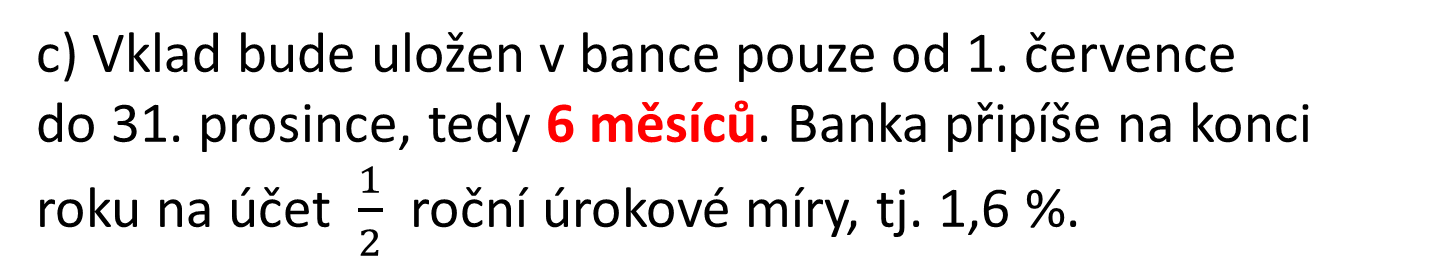 c) Vklad bude uložen v bance pouze od 1. července
do 31. prosince, tedy 6 měsíců. Banka připíše na konci
roku na účet 1/2 roční úrokové míry, tj. 1,6 %.